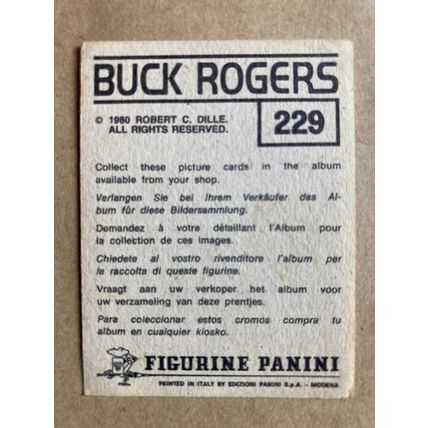 BUCK ROGERS
© 1980 ROBERT C. DILLE.
ALL RIGHTS RESERVED.
229
Collect these picture cards in the album
available from your shop.
Verlangen Sie bei Ihrem Verkäufer das Al-
bum für diese Bildersammlung.
Demandez à votre détaillant l'Album pour
la collection de ces images.
Chiedete al vostro rivenditore l'album per
la raccolta di queste figurine.
Vraagt aan uw verkoper het album voor
uw verzameling van deze prentjes.
Para coleccionar estos cromos compra tu
album en cualquier kiosko.
FIGURINE PANINI
PRINTED IN ITALY BY EDIZIONI PANINI S.p.A. - MODENA